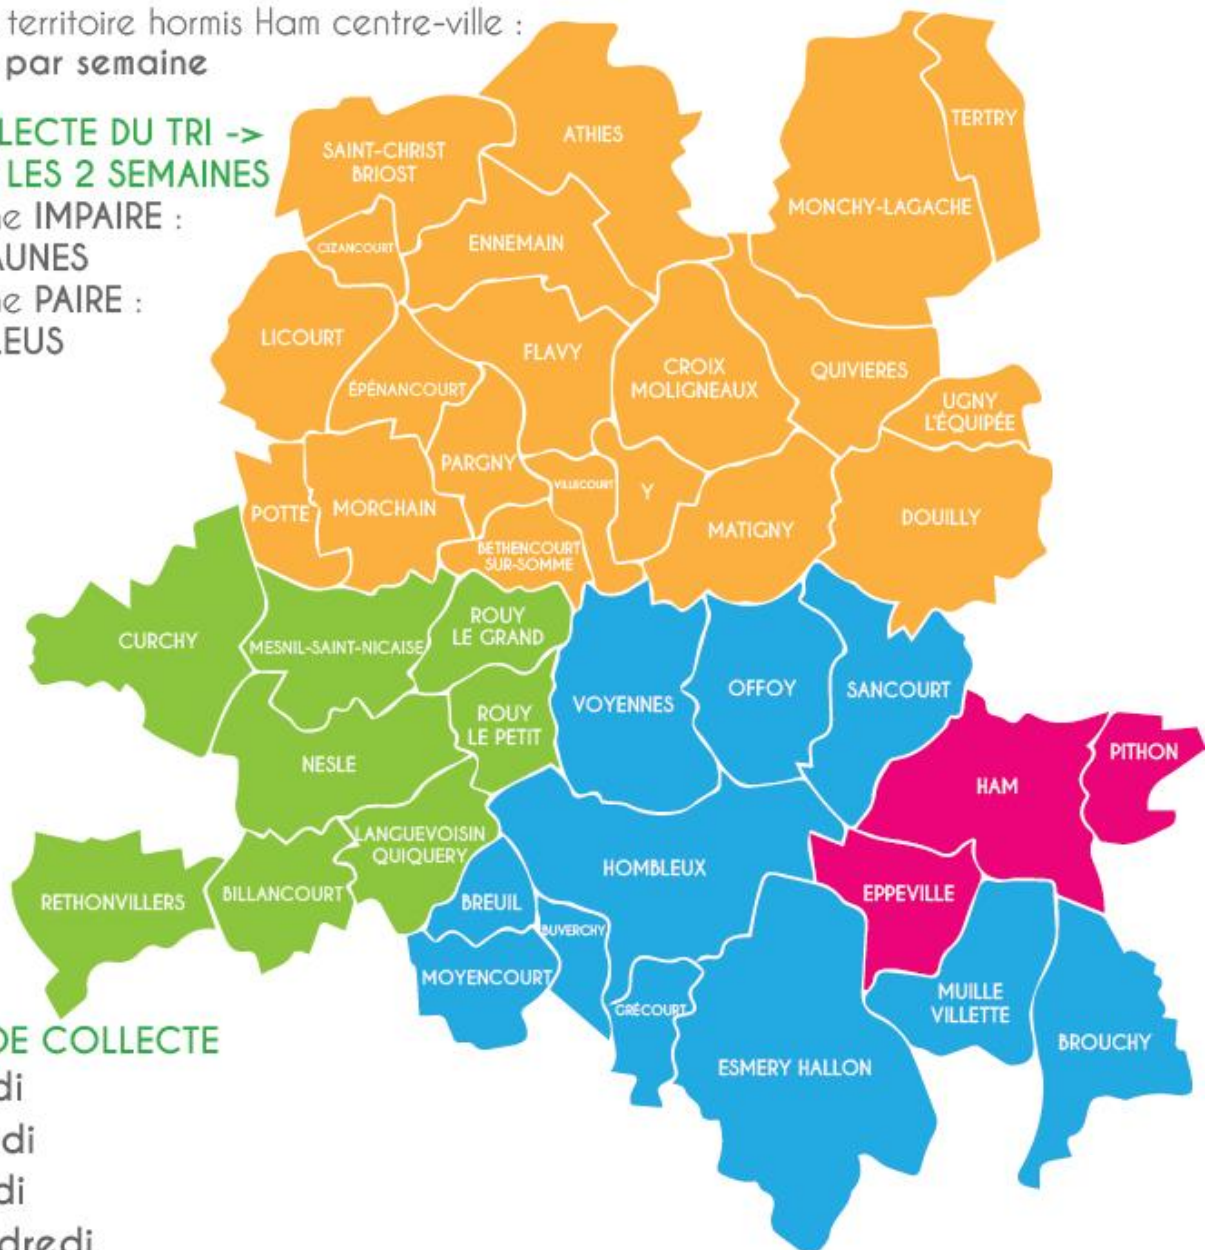 territoire hormis Ham centre-ville :
par semaine
LLECTE DU TRI ->
LES 2 SEMAINES
ne IMPAIRE :
AUNES
ne PAIRE :
LEUS
TERTRY
ATHIES
SAINT-CHRIST
BRIOST
MONCHY-LAGACHE
CIZANCOURT
ENNEMAIN
LICOURT
FLAVY
CROIX
MOLIGNEAUX
QUIVIERES
ÉPÉNANCOURT
UGNY
L'ÉQUIPÉE
PARGNY
VILLECOURT
Y
POTTE
MORCHAIN
MATIGNY
DOUILLY
BETHENCOURT
SUR-SOMME
CURCHY
MESNIL-SAINT-NICAISE
ROUY
LE GRAND
VOYENNES
OFFOY
SANCOURT
ROUY
LE PETIT
NESLE
PITHON
HAM
LANGUEVOISIN
QUIQUERY
HOMBLEUX
RETHONVILLERS
BILLANCOURT
BREUIL
EPPEVILLE
BUVERCHY
MOYENCOURT
GRÉCOURT
MUILLE
VILLETTE
BROUCHY
ESMERY HALLON
DE COLLECTE
di
di
di
dredi